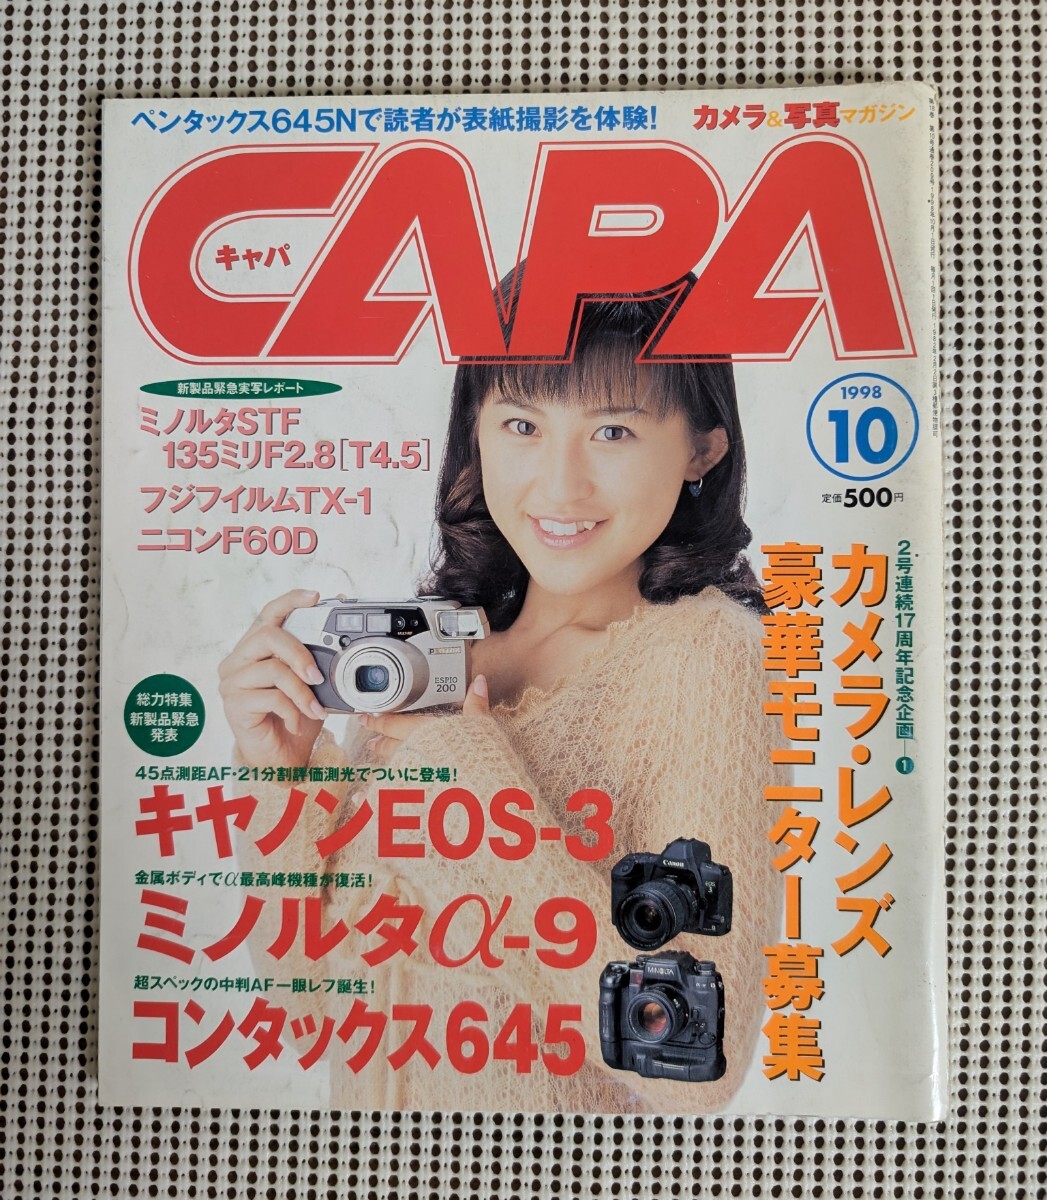 ペンタックス645Nで読者が表紙撮影を体験!
カメラ&写真マガジン
CAPA
キャパ
1998
10
定価500円
新製品緊急実写レポート
ミノルタSTF
135ミリF2.8[T4.5]
フジフイルムTX-1
ニコンF60D
2号連続17周年記念企画—1
カメラ・レンズ
豪華モニター募集
ESPIO
200
総力特集
新製品緊急
発表
45点測距AF・21分割評価測光でついに登場!
キヤノンEOS-3
金属ボディでα最高峰機種が復活!
ミノルタα-9
超スペックの中判AF一眼レフ誕生!
コンタックス645
Canon
EOS
3
MINOLTA